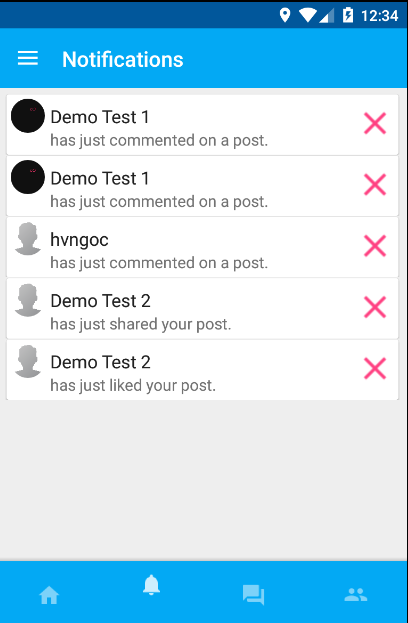 12:34
Notifications
Demo Test 1
has just commented on a post.
Demo Test 1
has just commented on a post.
hvngoc
has just commented on a post.
Demo Test 2
has just shared your post.
Demo Test 2
has just liked your post.